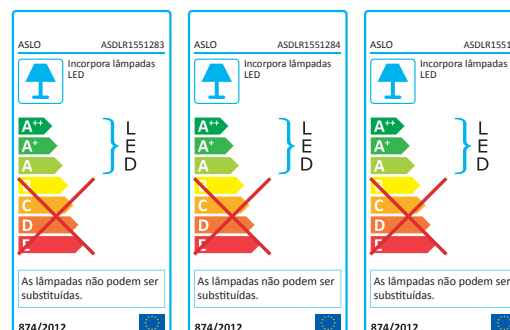 ASLO ASDLR1551283
Incorpora lâmpadas
LED
A++
A+
A
L
E
D
C
D
E
As lâmpadas não podem ser
substituídas.
874/2012
ASLO ASDLR1551284
Incorpora lâmpadas
LED
A++
A+
A
L
E
D
C
D
E
As lâmpadas não podem ser
substituídas.
874/2012
ASLO
Incorpora lâmpadas
LED
A++
A+
A
L
E
D
C
D
E
As lâmpadas não podem ser
substituídas.
874/2012